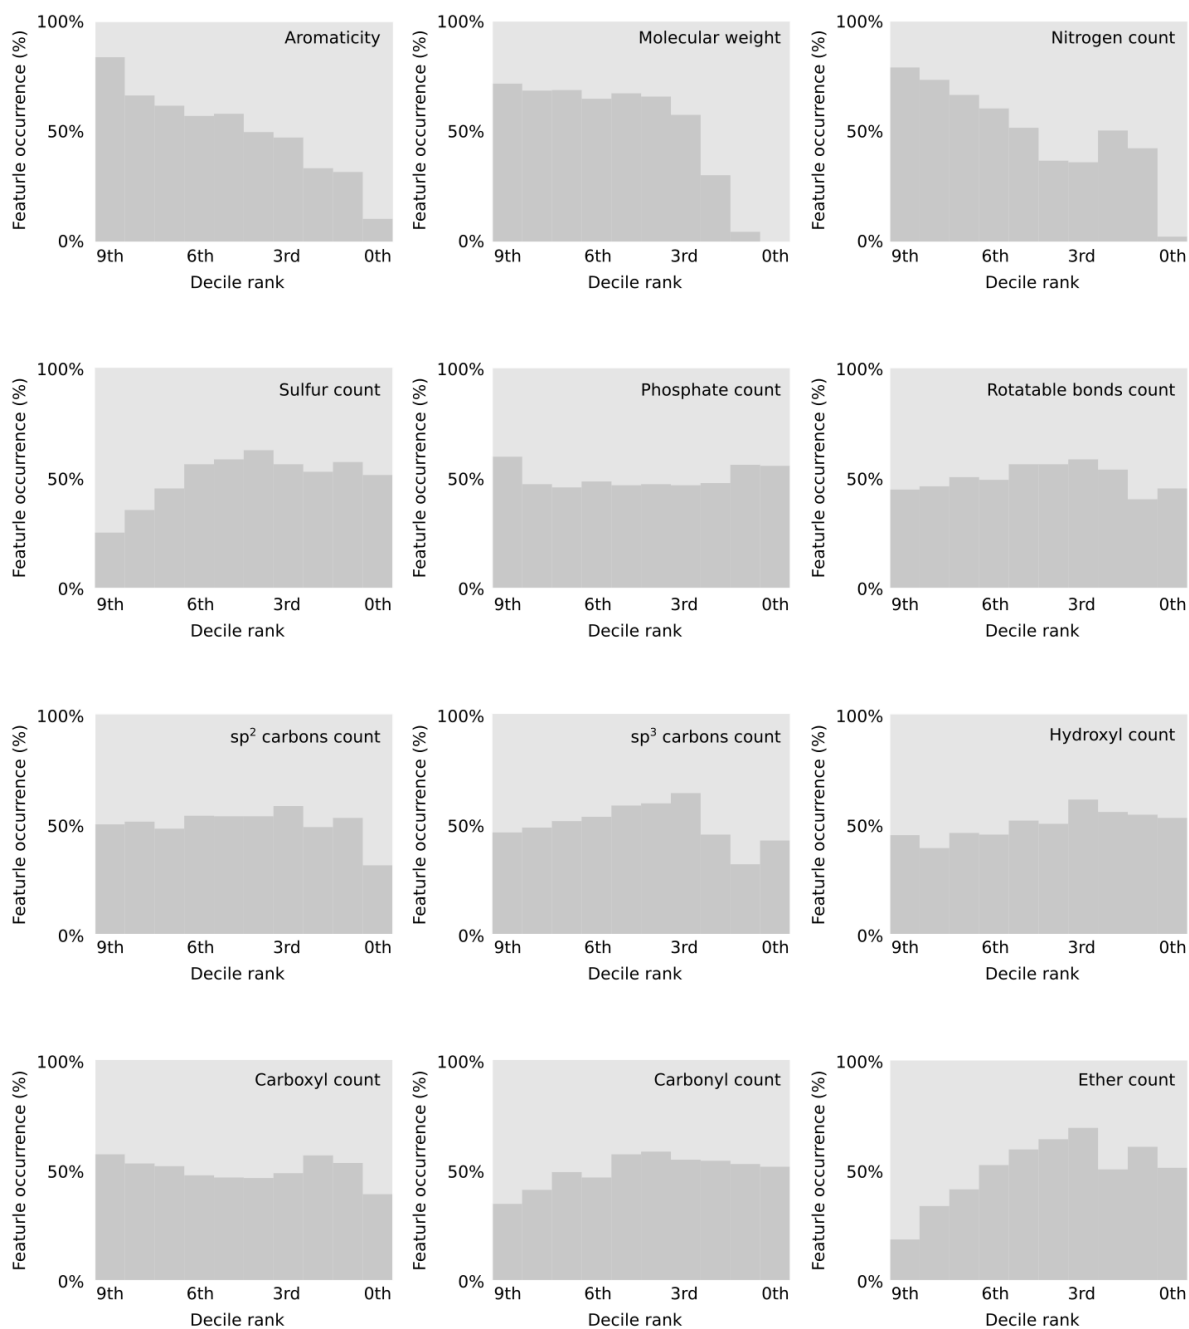 100%
Aromaticity
50%
0%
Featurle occurrence (%)
9th 6th 3rd 0th
Decile rank
100%
Molecular weight
50%
0%
Featurle occurrence (%)
9th 6th 3rd 0th
Decile rank
100%
Nitrogen count
50%
0%
Featurle occurrence (%)
9th 6th 3rd 0th
Decile rank
100%
Sulfur count
50%
0%
Featurle occurrence (%)
9th 6th 3rd 0th
Decile rank
100%
Phosphate count
50%
0%
Featurle occurrence (%)
9th 6th 3rd 0th
Decile rank
100%
Rotatable bonds count
50%
0%
Featurle occurrence (%)
9th 6th 3rd 0th
Decile rank
100%
sp² carbons count
50%
0%
Featurle occurrence (%)
9th 6th 3rd 0th
Decile rank
100%
sp³ carbons count
50%
0%
Featurle occurrence (%)
9th 6th 3rd 0th
Decile rank
100%
Hydroxyl count
50%
0%
Featurle occurrence (%)
9th 6th 3rd 0th
Decile rank
100%
Carboxyl count
50%
0%
Featurle occurrence (%)
9th 6th 3rd 0th
Decile rank
100%
Carbonyl count
50%
0%
Featurle occurrence (%)
9th 6th 3rd 0th
Decile rank
100%
Ether count
50%
0%
Featurle occurrence (%)
9th 6th 3rd 0th
Decile rank